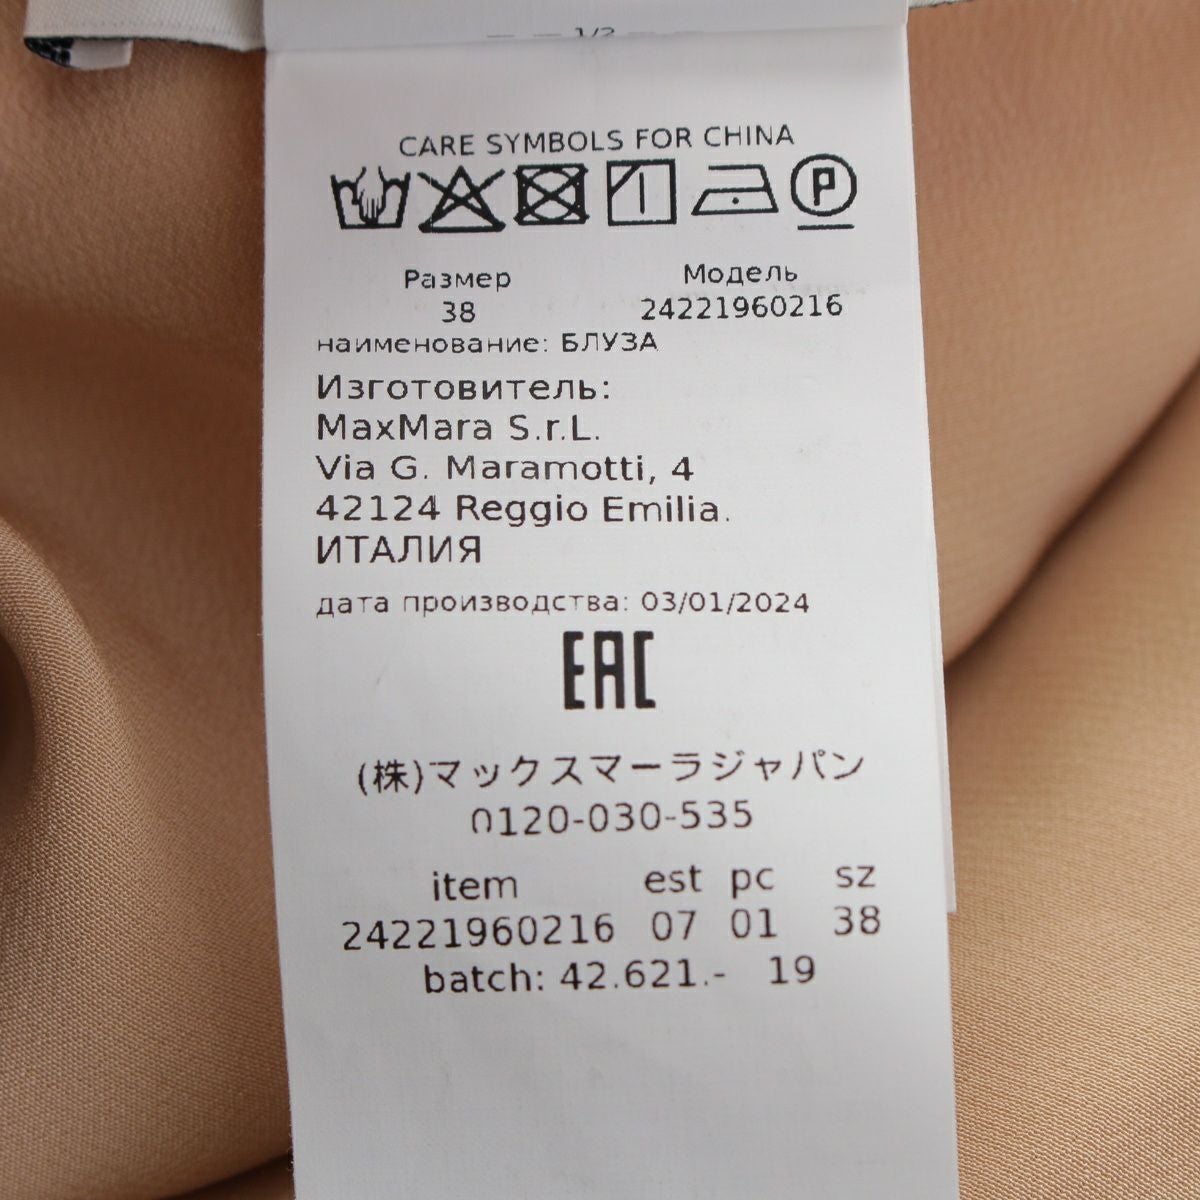 1/2
CARE SYMBOLS FOR CHINA
P
Размер Модель
38 24221960216
наименование: БЛУЗА
Изготовитель:
MaxMara S.r.L.
Via G. Maramotti, 4
42124 Reggio Emilia.
ИТАЛИЯ
дата производства: 03/01/2024
EAC
(株)マックスマーラジャパン
0120-030-535
item est pc sz
24221960216 07 01 38
batch: 42.621.- 19